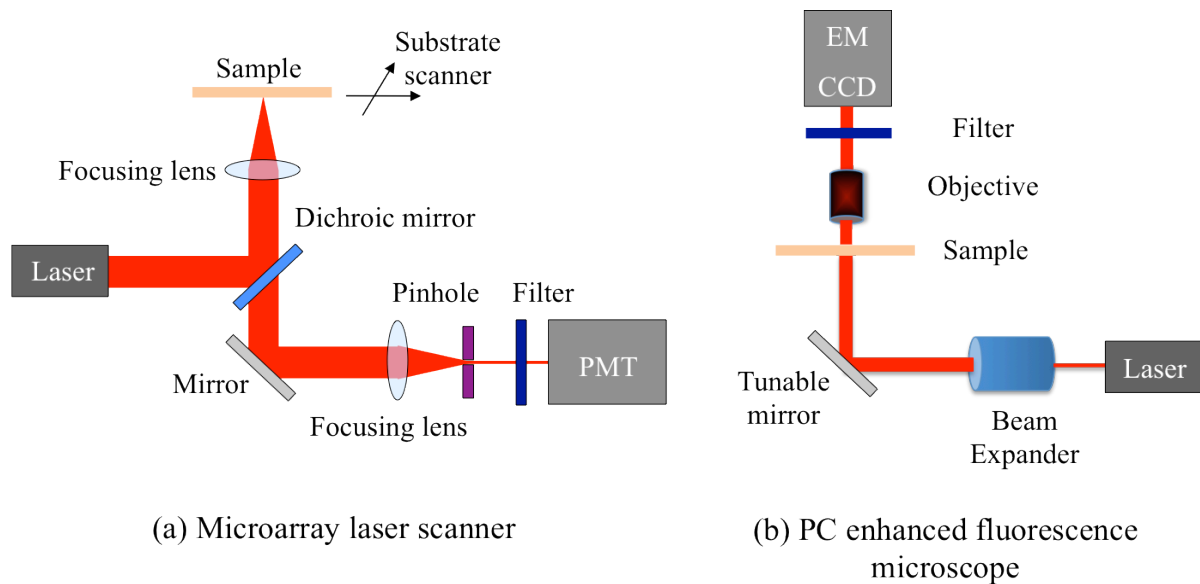 Sample
Substrate
scanner
Focusing lens
Dichroic mirror
Laser
Pinhole
Filter
Mirror
PMT
Focusing lens
(a) Microarray laser scanner
EM
CCD
Filter
Objective
Sample
Tunable
mirror
Laser
Beam
Expander
(b) PC enhanced fluorescence
microscope